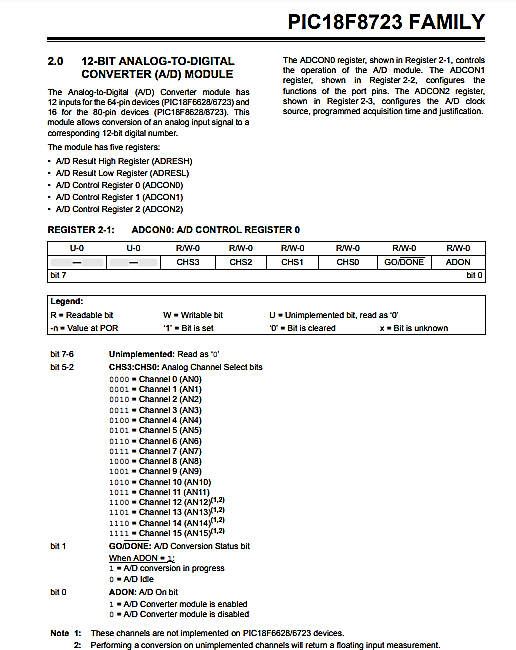 PIC18F8723 FAMILY
2.0 12-BIT ANALOG-TO-DIGITAL
CONVERTER (A/D) MODULE
The Analog-to-Digital (A/D) Converter module has
12 inputs for the 64-pin devices (PIC18F6628/6723) and
16 for the 80-pin devices (PIC18F8628/8723). This
module allows conversion of an analog input signal to a
corresponding 12-bit digital number.
The module has five registers:
• A/D Result High Register (ADRESH)
• A/D Result Low Register (ADRESL)
• A/D Control Register 0 (ADCON0)
• A/D Control Register 1 (ADCON1)
• A/D Control Register 2 (ADCON2)
The ADCON0 register, shown in Register 2-1, controls
the operation of the A/D module. The ADCON1
register, shown in Register 2-2, configures the
functions of the port pins. The ADCON2 register,
shown in Register 2-3, configures the A/D clock
source, programmed acquisition time and justification.
REGISTER 2-1: ADCON0: A/D CONTROL REGISTER 0
U-0 U-0 R/W-0 R/W-0 R/W-0 R/W-0 R/W-0 R/W-0
— — CHS3 CHS2 CHS1 CHS0 GO/DONE ADON
bit 7 bit 0
Legend:
R = Readable bit W = Writable bit U = Unimplemented bit, read as '0'
-n = Value at POR '1' = Bit is set '0' = Bit is cleared x = Bit is unknown
bit 7-6 Unimplemented: Read as '0'
bit 5-2 CHS3:CHS0: Analog Channel Select bits
0000 = Channel 0 (AN0)
0001 = Channel 1 (AN1)
0010 = Channel 2 (AN2)
0011 = Channel 3 (AN3)
0100 = Channel 4 (AN4)
0101 = Channel 5 (AN5)
0110 = Channel 6 (AN6)
0111 = Channel 7 (AN7)
1000 = Channel 8 (AN8)
1001 = Channel 9 (AN9)
1010 = Channel 10 (AN10)
1011 = Channel 11 (AN11)
1100 = Channel 12 (AN12)(1,2)
1101 = Channel 13 (AN13)(1,2)
1110 = Channel 14 (AN14)(1,2)
1111 = Channel 15 (AN15)(1,2)
bit 1 GO/DONE: A/D Conversion Status bit
When ADON = 1:
1 = A/D conversion in progress
0 = A/D Idle
bit 0 ADON: A/D On bit
1 = A/D Converter module is enabled
0 = A/D Converter module is disabled
Note 1: These channels are not implemented on PIC18F6628/6723 devices.
2: Performing a conversion on unimplemented channels will return a floating input measurement.